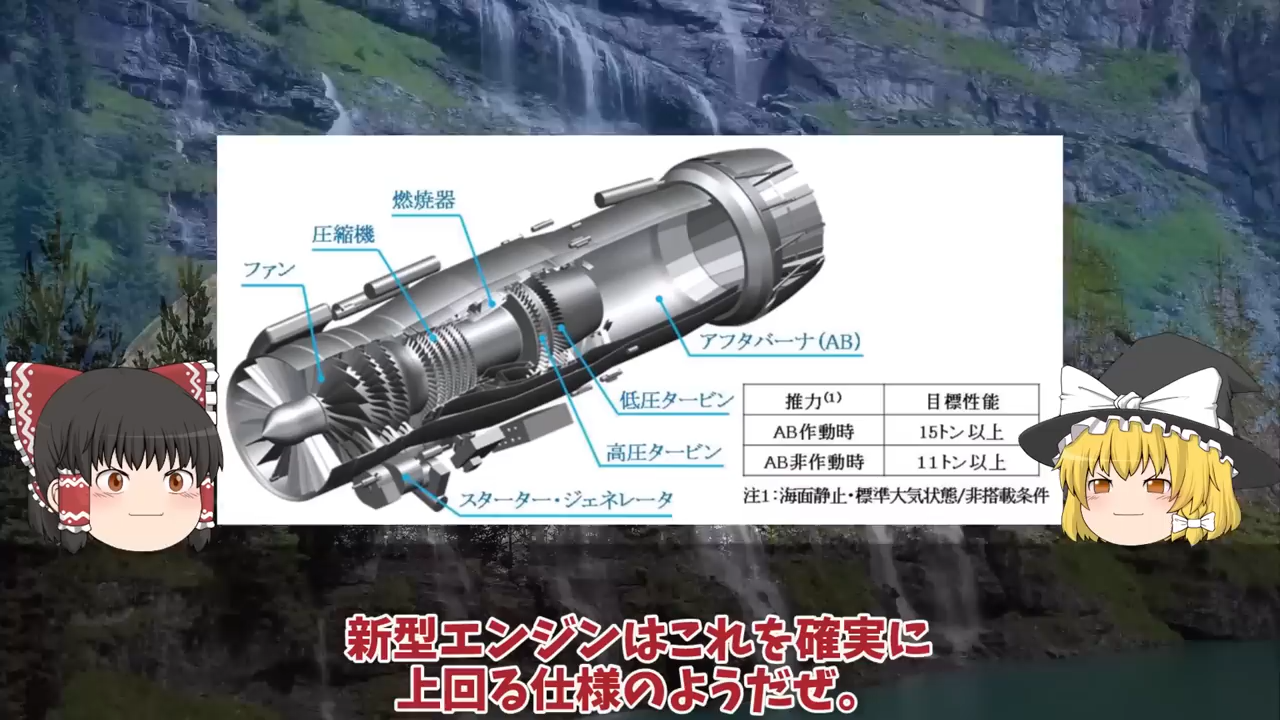 燃焼器
圧縮機
ファン
アフタバーナ(AB)
低圧タービン
高圧タービン
スターター・ジェネレータ
推力(1) 目標性能
AB作動時 15トン以上
AB非作動時 11トン以上
注1:海面静止・標準大気状態/非搭載条件
新型エンジンはこれを確実に
上回る仕様のようだぜ。